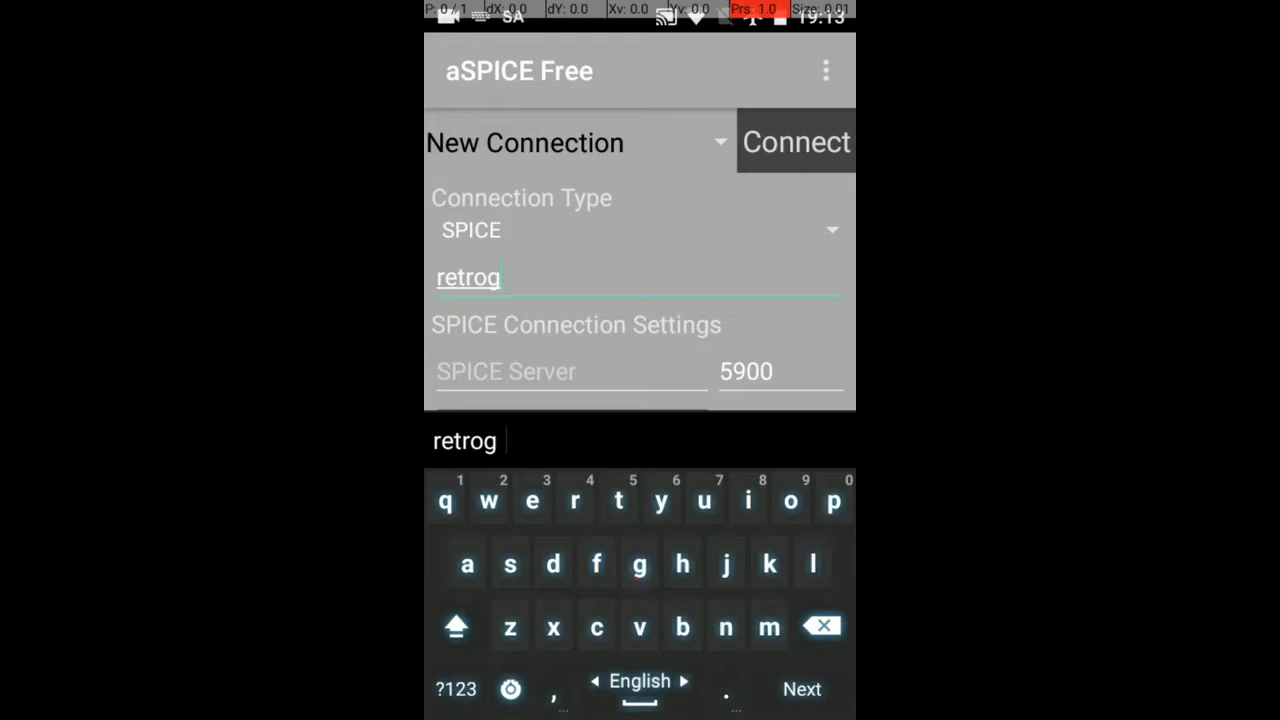 P: 0 / 1 dX: 0.0 dY: 0.0 Xv: 0.0 Yv: 0.0 Prs: 1.0 Size: 0.01
SA 19:13
aSPICE Free
New Connection Connect
Connection Type
SPICE
retrog
SPICE Connection Settings
SPICE Server 5900
retrog
1 2 3 4 5 6 7 8 9 0
q w e r t y u i o p
a s d f g h j k l
z x c v b n m
?123 , English . Next